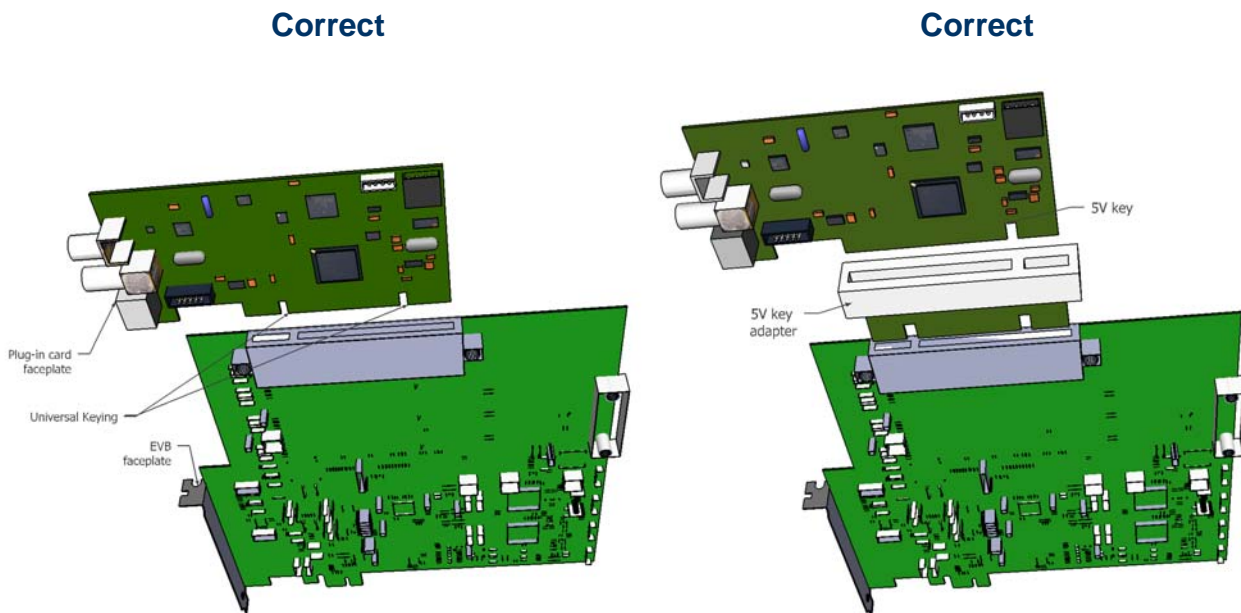 Correct
Correct
Plug-in card
faceplate
Universal Keying
EVB
faceplate
5V key
5V key
adapter